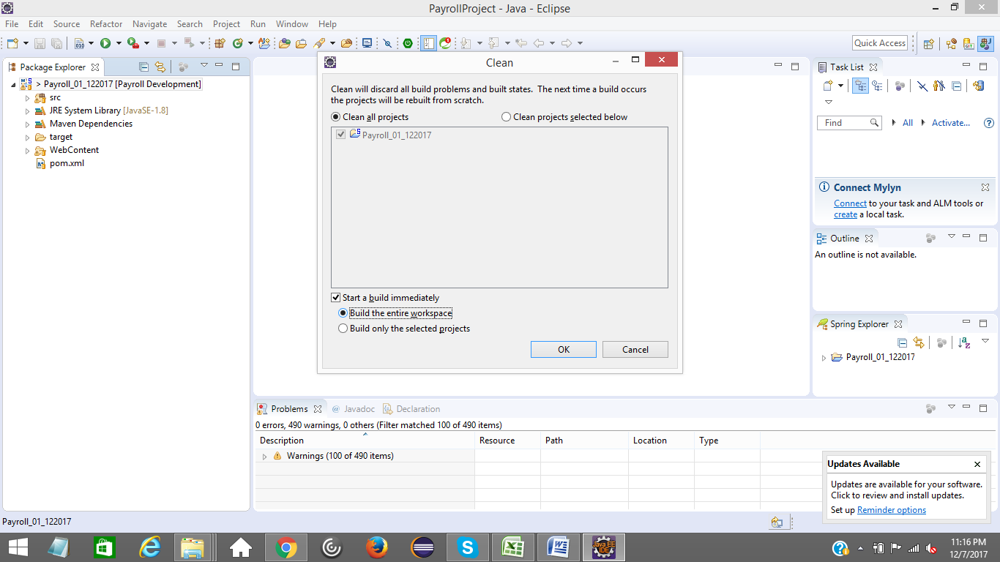 PayrollProject - Java - Eclipse
File Edit Source Refactor Navigate Search Project Run Window Help
Quick Access
Package Explorer
> Payroll_01_122017 [Payroll Development]
src
JRE System Library [JavaSE-1.8]
Maven Dependencies
target
WebContent
pom.xml
Clean
Clean will discard all build problems and built states. The next time a build occurs
the projects will be rebuilt from scratch.
Clean all projects Clean projects selected below
Payroll_01_122017
Start a build immediately
Build the entire workspace
Build only the selected projects
OK Cancel
Task List
Find All Activate...
Connect Mylyn
Connect to your task and ALM tools or
create a local task.
Outline
An outline is not available.
Spring Explorer
Payroll_01_122017
Problems @ Javadoc Declaration
0 errors, 490 warnings, 0 others (Filter matched 100 of 490 items)
Description Resource Path Location Type
Warnings (100 of 490 items)
Updates Available
Updates are available for your software.
Click to review and install updates.
Set up Reminder options
Payroll_01_122017
Java EE
IDE
11:16 PM
12/7/2017